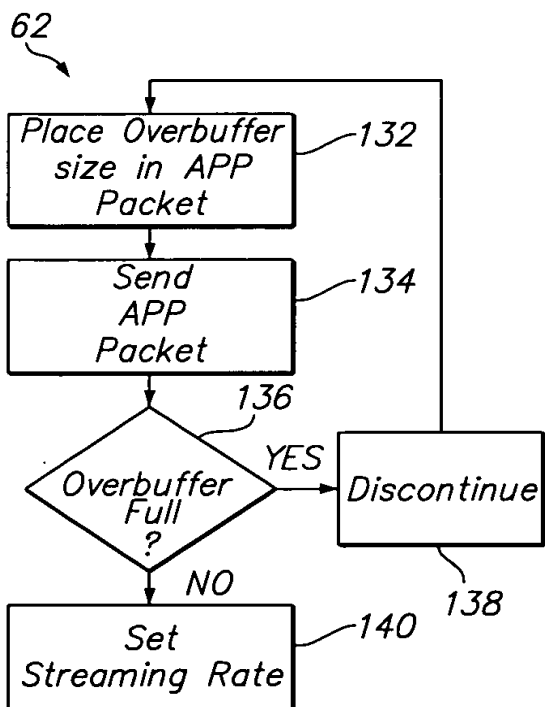 62
Place Overbuffer
size in APP
Packet
132
Send
APP
Packet
134
136
Overbuffer
Full
?
YES
Discontinue
138
NO
Set
Streaming Rate
140